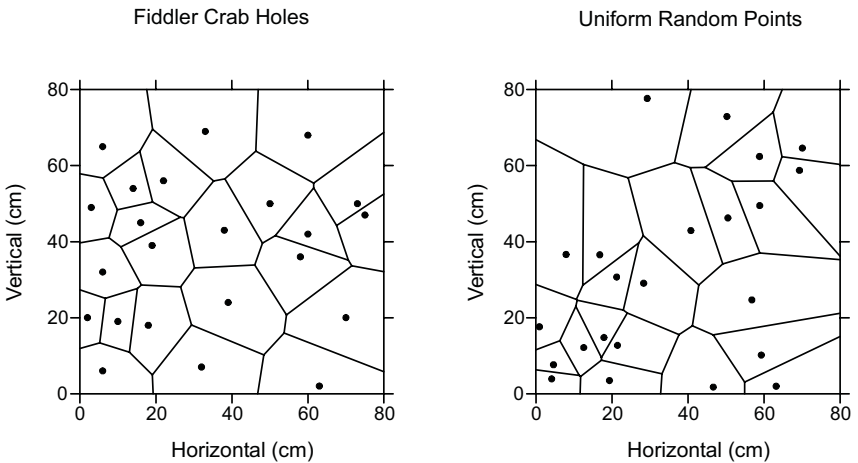 Fiddler Crab Holes
Uniform Random Points
80
60
40
20
0
Vertical (cm)
0 20 40 60 80
Horizontal (cm)
80
60
40
20
0
Vertical (cm)
0 20 40 60 80
Horizontal (cm)